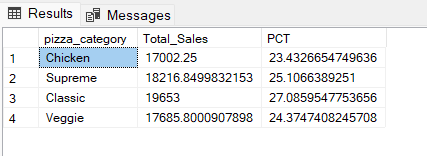 Results Messages
pizza_category Total_Sales PCT
1 Chicken 17002.25 23.4326654749636
2 Supreme 18216.8499832153 25.1066389251
3 Classic 19653 27.0859547753656
4 Veggie 17685.8000907898 24.3747408245708